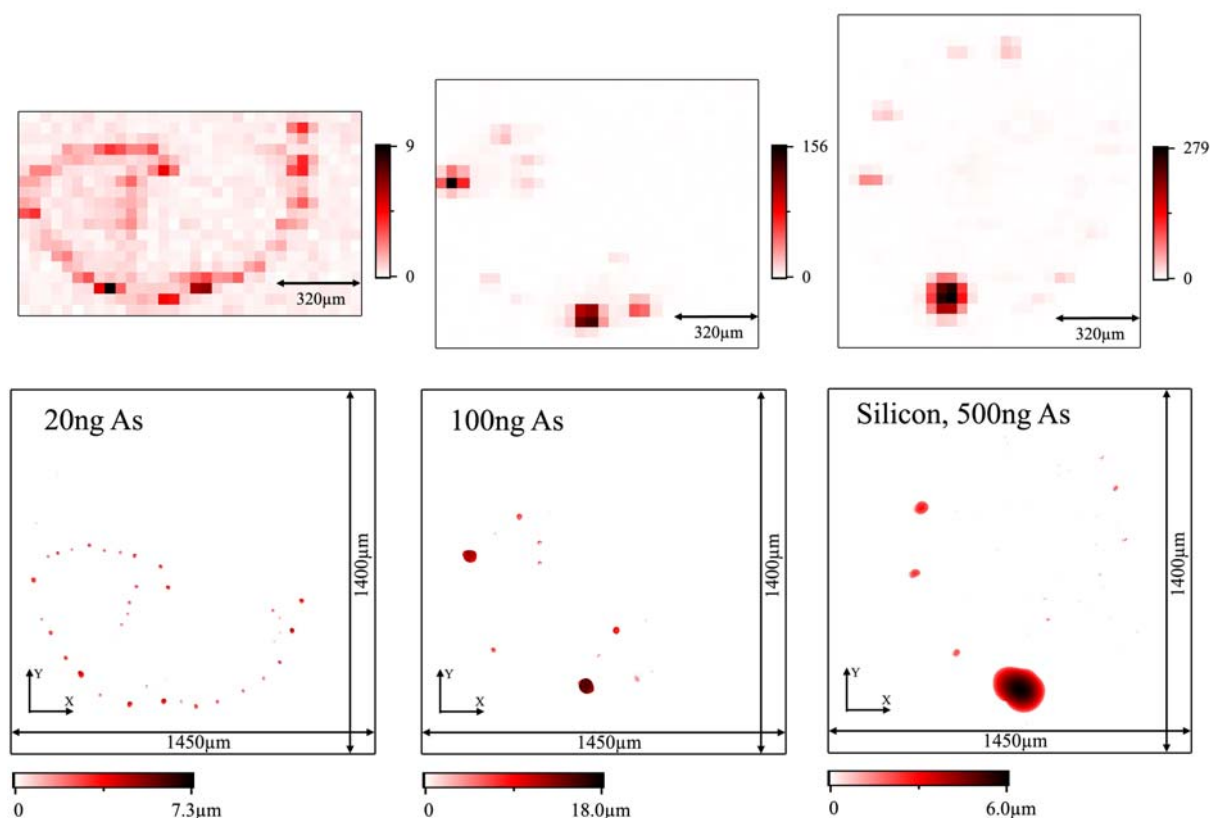 9
0
320µm
156
0
320µm
279
0
320µm
20ng As
1400µm
Y
X
1450µm
0
7.3µm
100ng As
1400µm
Y
X
1450µm
0
18.0µm
Silicon, 500ng As
1400µm
Y
X
1450µm
0
6.0µm